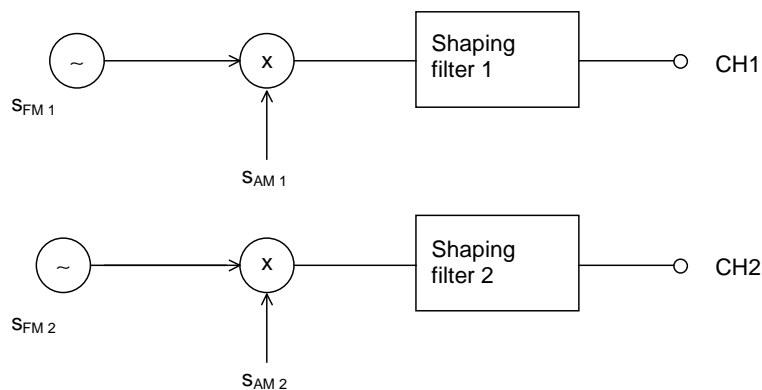 ~
x
Shaping
filter 1
CH1
SFM 1
SAM 1
~
x
Shaping
filter 2
CH2
SFM 2
SAM 2